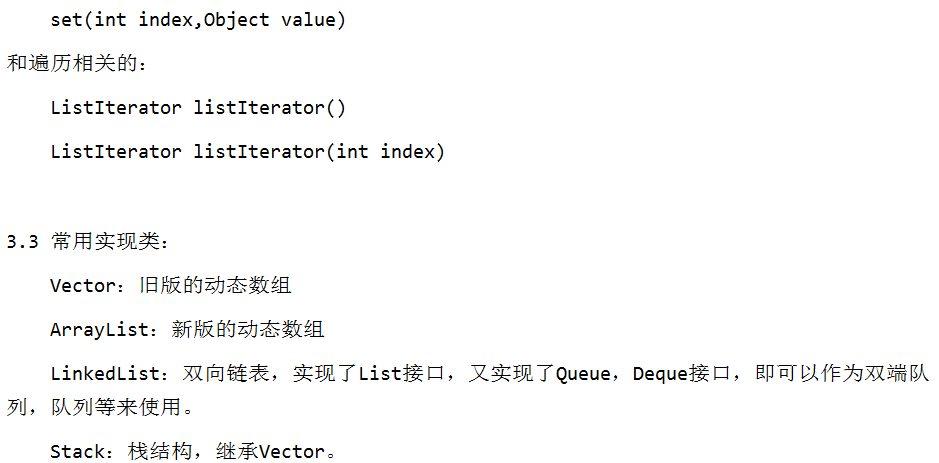 set(int index,Object value)
和遍历相关的：
ListIterator listIterator()
ListIterator listIterator(int index)
3.3 常用实现类：
Vector：旧版的动态数组
ArrayList：新版的动态数组
LinkedList：双向链表，实现了List接口，又实现了Queue，Deque接口，即可以作为双端队
列，队列等来使用。
Stack：栈结构，继承Vector。